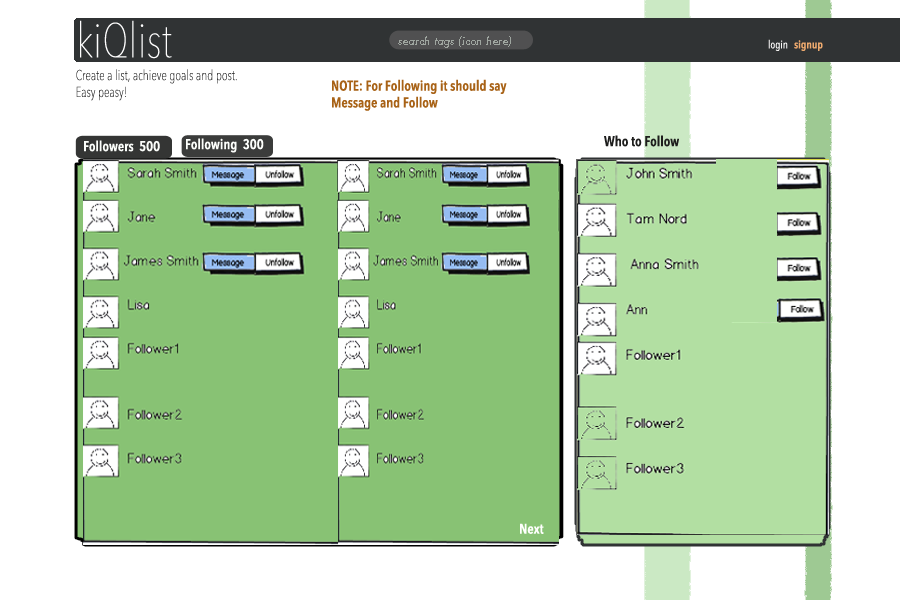 kiQlist
search tags (icon here)
login signup
Create a list, achieve goals and post.
Easy peasy!
NOTE: For Following it should say
Message and Follow
Followers 500
Following 300
Who to Follow
Sarah Smith Message Unfollow
Jane Message Unfollow
James Smith Message Unfollow
Lisa
Follower1
Follower2
Follower3
Sarah Smith Message Unfollow
Jane Message Unfollow
James Smith Message Unfollow
Lisa
Follower1
Follower2
Follower3
Next
John Smith Follow
Tam Nord Follow
Anna Smith Follow
Ann Follow
Follower1
Follower2
Follower3